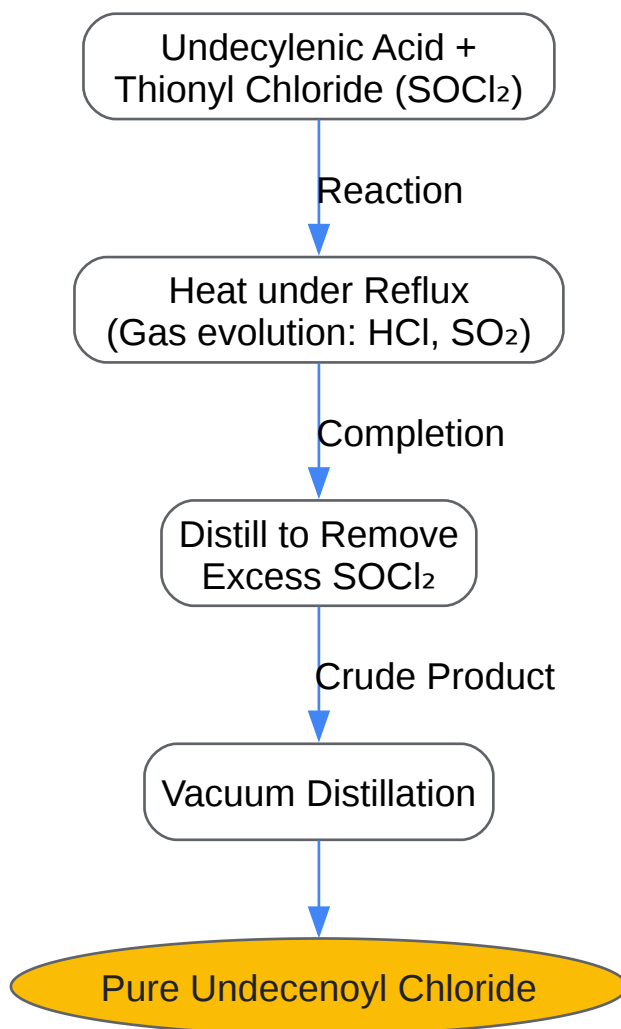 Undecylenic Acid +
Thionyl Chloride (SOCl₂)
Reaction
Heat under Reflux
(Gas evolution: HCl, SO₂)
Completion
Distill to Remove
Excess SOCl₂
Crude Product
Vacuum Distillation
Pure Undecenoyl Chloride